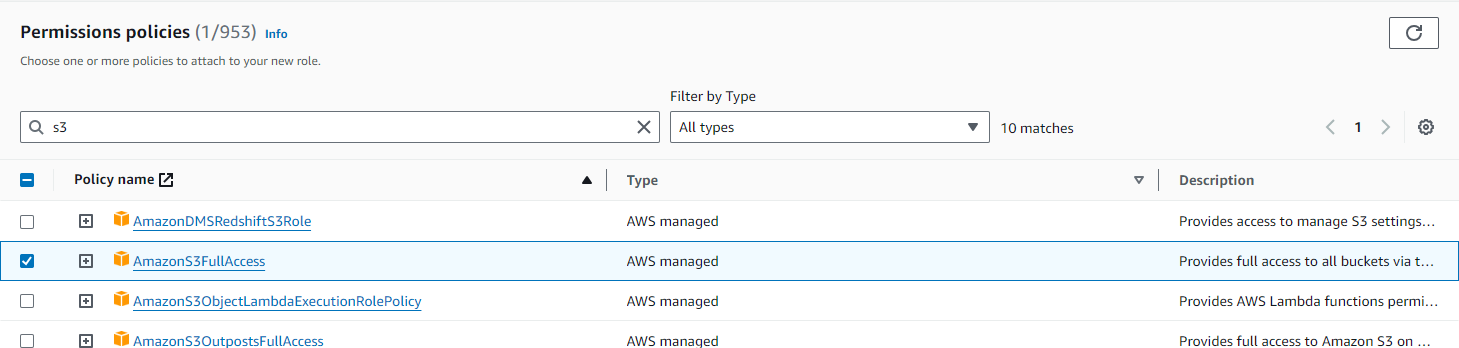 Permissions policies (1/953) Info
Choose one or more policies to attach to your new role.
Filter by Type
s3 All types 10 matches 1
Policy name Type Description
AmazonDMSRedshiftS3Role AWS managed Provides access to manage S3 settings...
AmazonS3FullAccess AWS managed Provides full access to all buckets via t...
AmazonS3ObjectLambdaExecutionRolePolicy AWS managed Provides AWS Lambda functions permi...
AmazonS3OutpostsFullAccess AWS managed Provides full access to Amazon S3 on ...